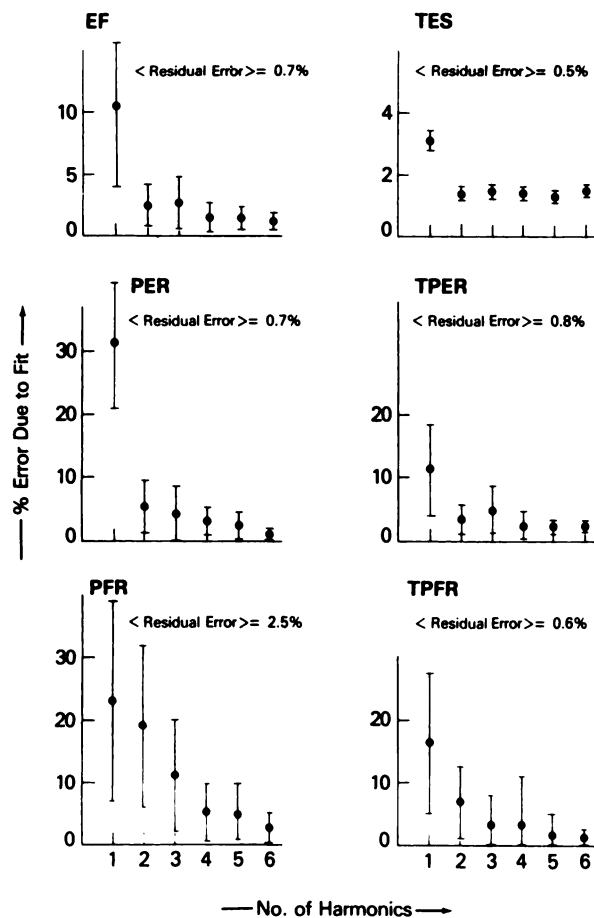 EF
< Residual Error > = 0.7%
10
5
0
TES
< Residual Error > = 0.5%
4
2
0
PER
< Residual Error > = 0.7%
30
20
10
0
TPER
< Residual Error > = 0.8%
20
10
0
PFR
< Residual Error > = 2.5%
30
20
10
0
1 2 3 4 5 6
TPFR
< Residual Error > = 0.6%
20
10
0
1 2 3 4 5 6
% Error Due to Fit
No. of Harmonics